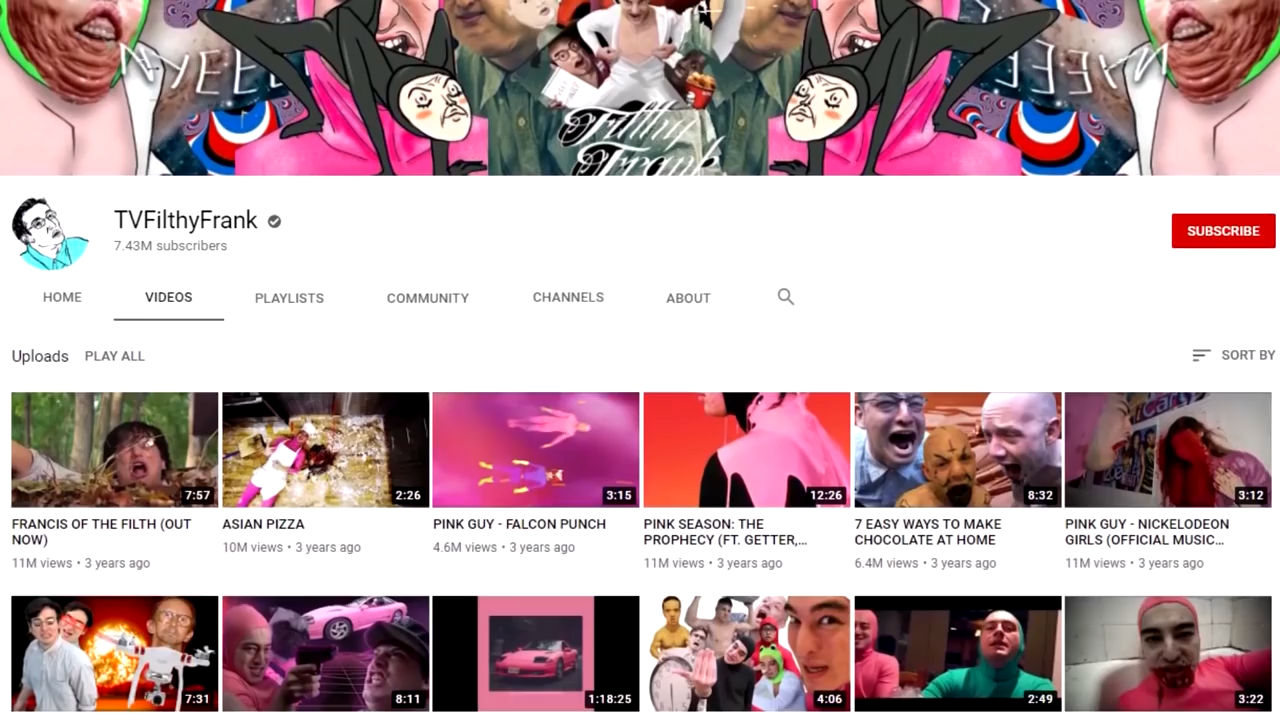 NYEEE
Filthy
Frank
TVFilthyFrank
7.43M subscribers
SUBSCRIBE
HOME VIDEOS PLAYLISTS COMMUNITY CHANNELS ABOUT
Uploads PLAY ALL SORT BY
7:57 2:26 3:15 12:26 8:32 3:12
FRANCIS OF THE FILTH (OUT
NOW)
11M views • 3 years ago
ASIAN PIZZA
10M views • 3 years ago
PINK GUY - FALCON PUNCH
4.6M views • 3 years ago
PINK SEASON: THE
PROPHECY (FT. GETTER,...
11M views • 3 years ago
7 EASY WAYS TO MAKE
CHOCOLATE AT HOME
6.4M views • 3 years ago
PINK GUY - NICKELODEON
GIRLS (OFFICIAL MUSIC...
11M views • 3 years ago
7:31 8:11 1:18:25 4:06 2:49 3:22